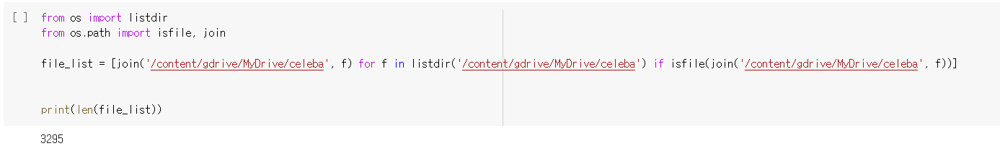 [ ] from os import listdir
from os.path import isfile, join
file_list = [join('/content/gdrive/MyDrive/celeba', f) for f in listdir('/content/gdrive/MyDrive/celeba') if isfile(join('/content/gdrive/MyDrive/celeba', f))]
print(len(file_list))
3295